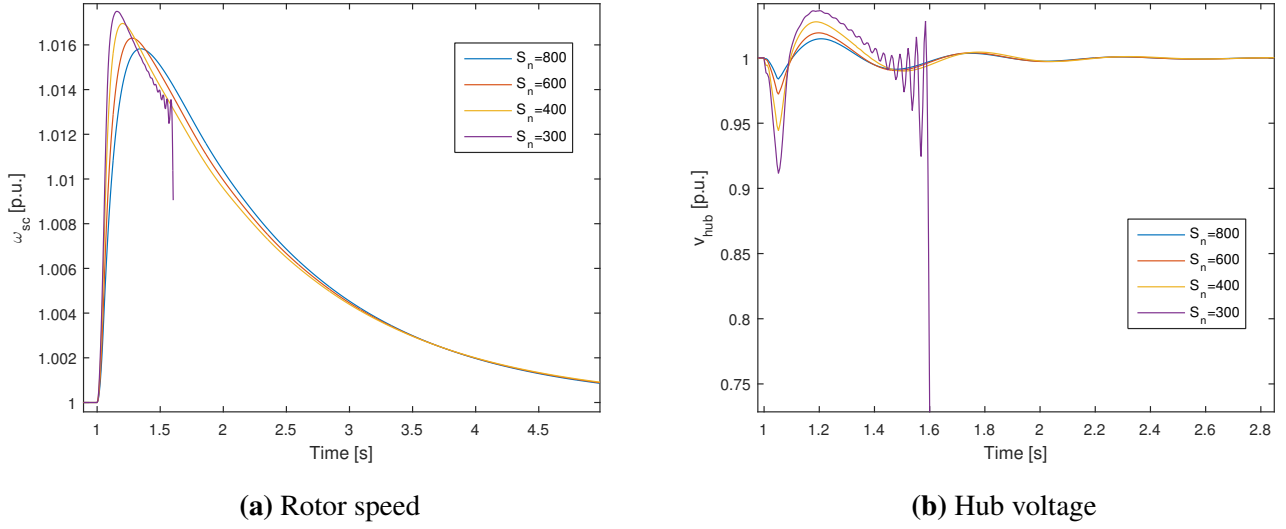 1.016
1.014
1.012
1.01
1.008
1.006
1.004
1.002
1
ω_sc [p.u.]
S_n=800
S_n=600
S_n=400
S_n=300
1 1.5 2 2.5 3 3.5 4 4.5
Time [s]
(a) Rotor speed
1
0.95
0.9
0.85
0.8
0.75
v_hub [p.u.]
S_n=800
S_n=600
S_n=400
S_n=300
1 1.2 1.4 1.6 1.8 2 2.2 2.4 2.6 2.8
Time [s]
(b) Hub voltage